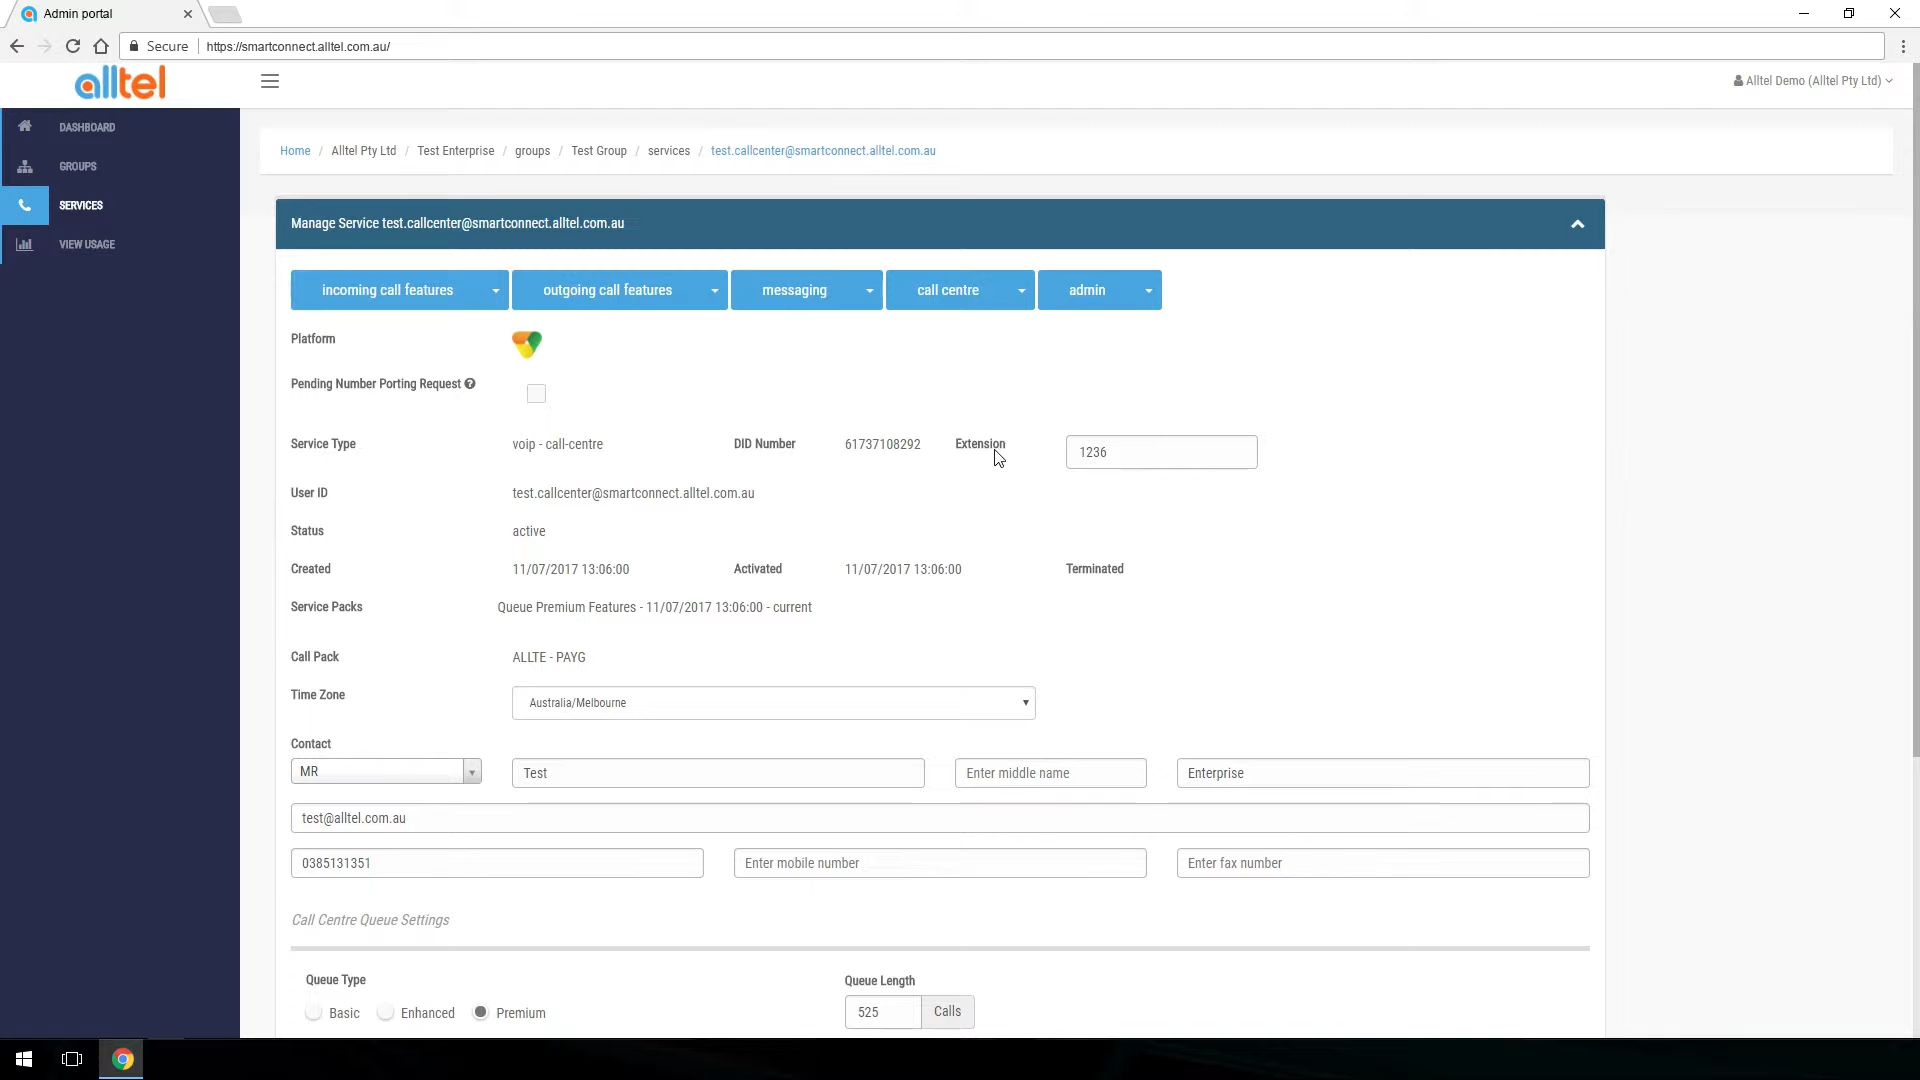 Admin portal
Secure https://smartconnect.alltel.com.au/
alltel
Alltel Demo (Alltel Pty Ltd)
DASHBOARD
GROUPS
SERVICES
VIEW USAGE
Home / Alltel Pty Ltd / Test Enterprise / groups / Test Group / services / test.callcenter@smartconnect.alltel.com.au
Manage Service test.callcenter@smartconnect.alltel.com.au
incoming call features outgoing call features messaging call centre admin
Platform
Pending Number Porting Request ?
Service Type voip - call-centre DID Number 61737108292 Extension 1236
User ID test.callcenter@smartconnect.alltel.com.au
Status active
Created 11/07/2017 13:06:00 Activated 11/07/2017 13:06:00 Terminated
Service Packs Queue Premium Features - 11/07/2017 13:06:00 - current
Call Pack ALLTE - PAYG
Time Zone Australia/Melbourne
Contact
MR Test Enter middle name Enterprise
test@alltel.com.au
0385131351 Enter mobile number Enter fax number
Call Centre Queue Settings
Queue Type Queue Length
Basic Enhanced Premium 525 Calls